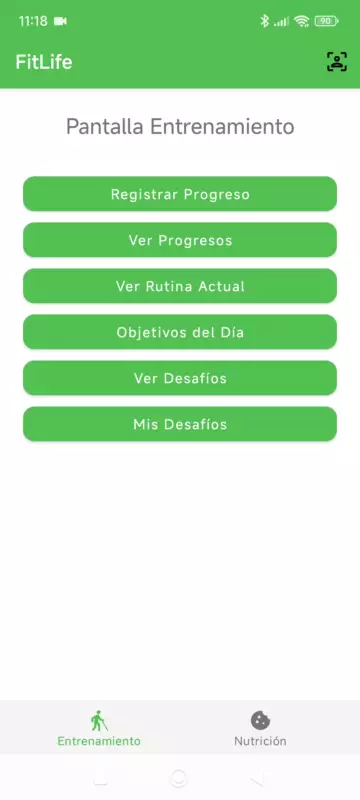 11:18
90
FitLife
Pantalla Entrenamiento
Registrar Progreso
Ver Progresos
Ver Rutina Actual
Objetivos del Día
Ver Desafíos
Mis Desafíos
Entrenamiento
Nutrición